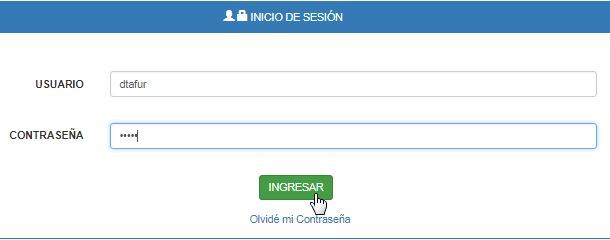 INICIO DE SESIÓN
USUARIO dtafur
CONTRASEÑA •••••
INGRESAR
Olvidé mi Contraseña